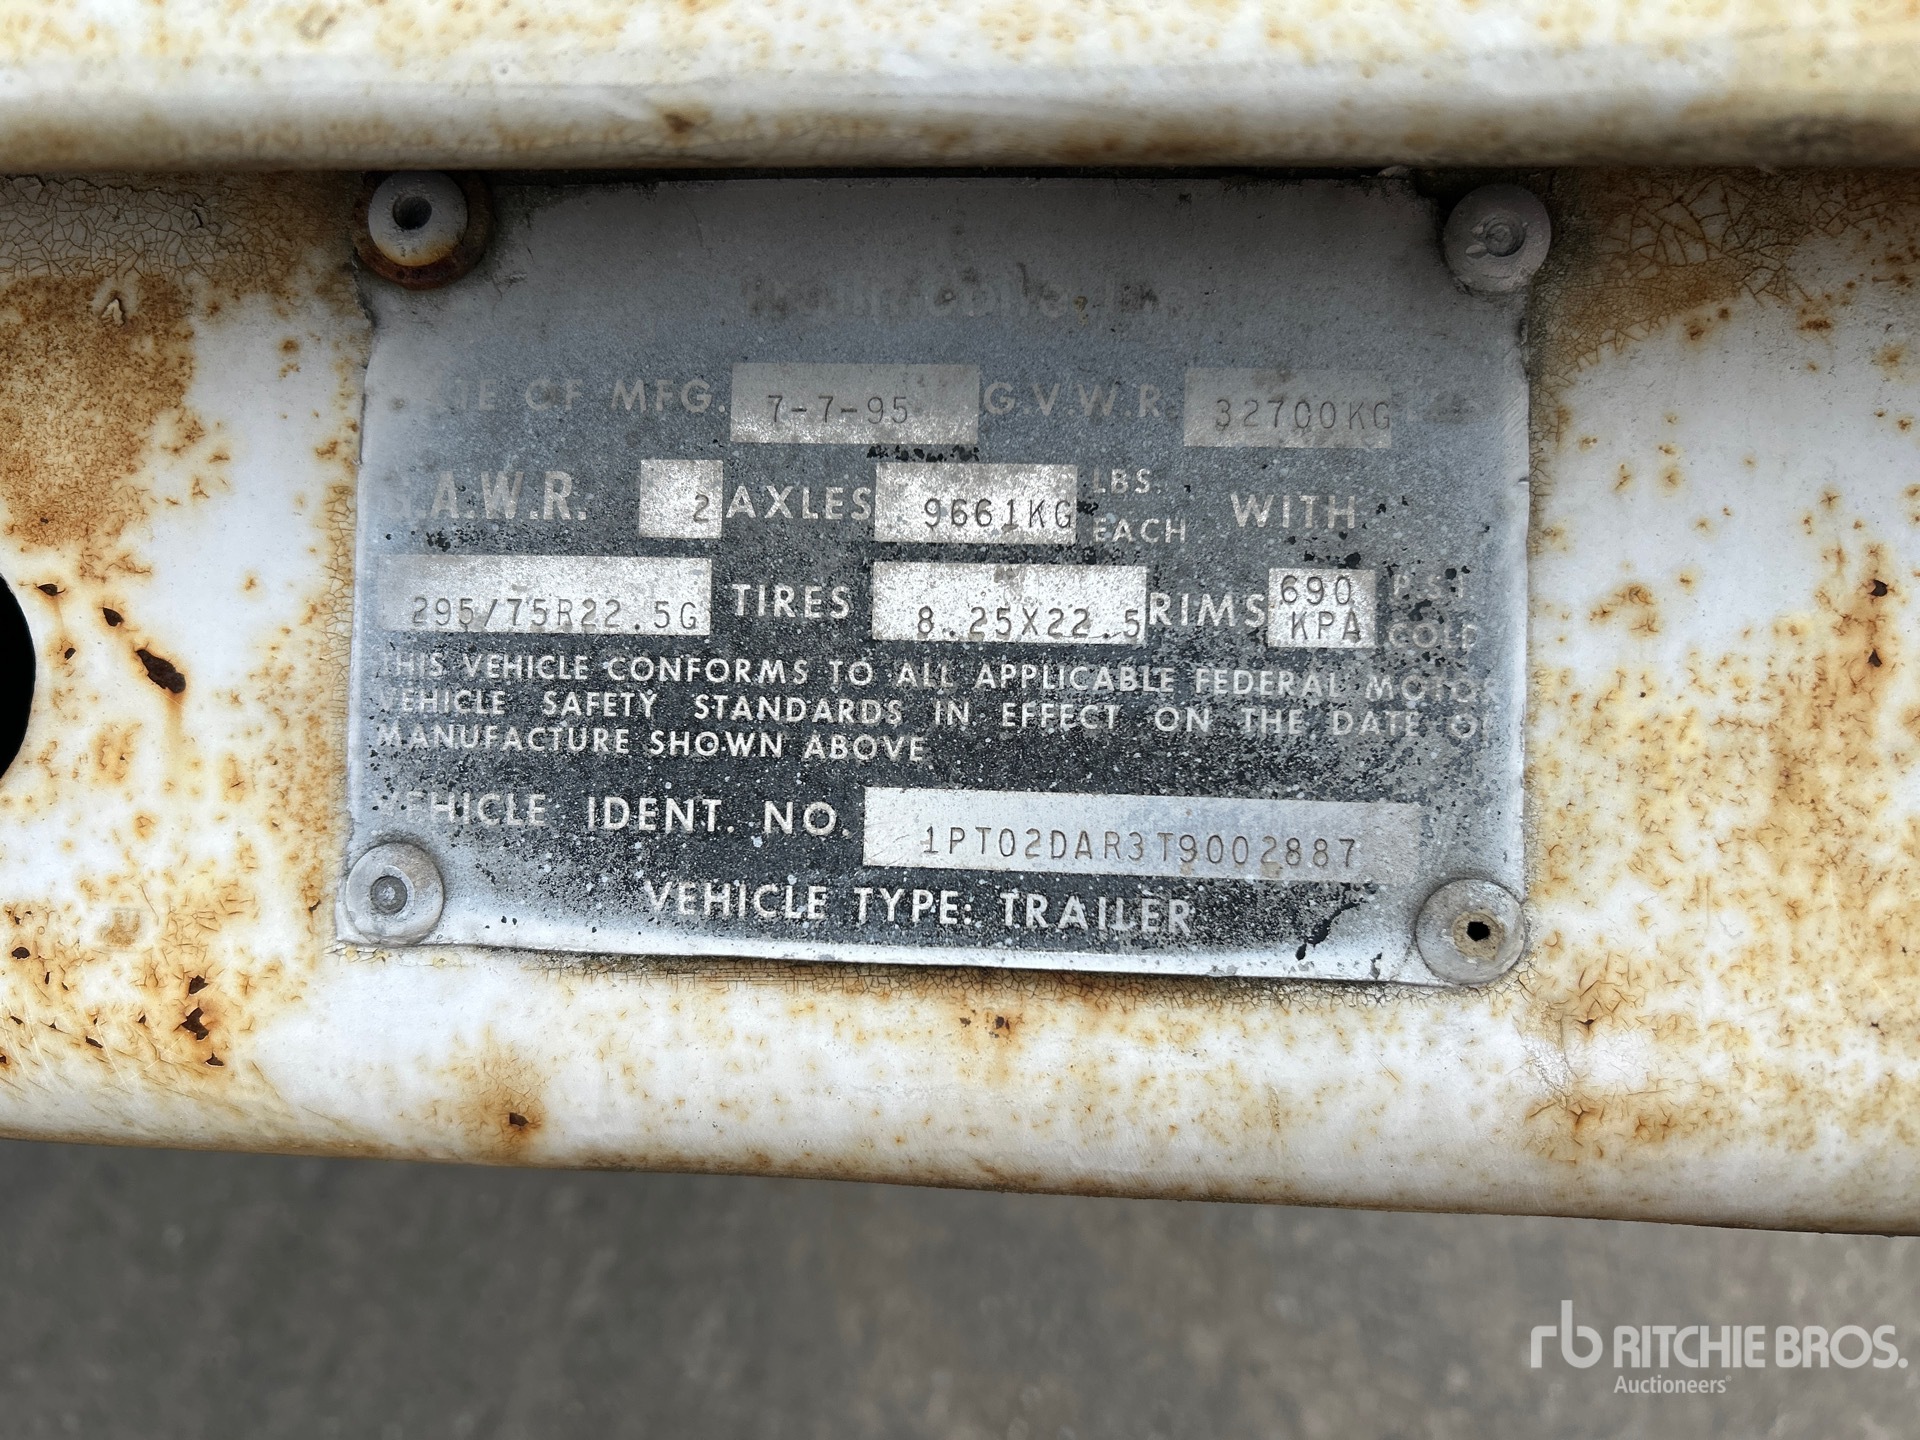 OF MFG. 7-7-95 G.V.W.R. 32700KG
.A.W.R. 2 AXLES 9661KG LBS. EACH WITH
295/75R22.5G TIRES 8.25X22.5 RIMS 690 KPA P.S.I COLD
THIS VEHICLE CONFORMS TO ALL APPLICABLE FEDERAL MOTOR
VEHICLE SAFETY STANDARDS IN EFFECT ON THE DATE OF
MANUFACTURE SHOWN ABOVE
VEHICLE IDENT. NO. 1PT02DAR3T9002887
VEHICLE TYPE: TRAILER
rb RITCHIE BROS.
Auctioneers